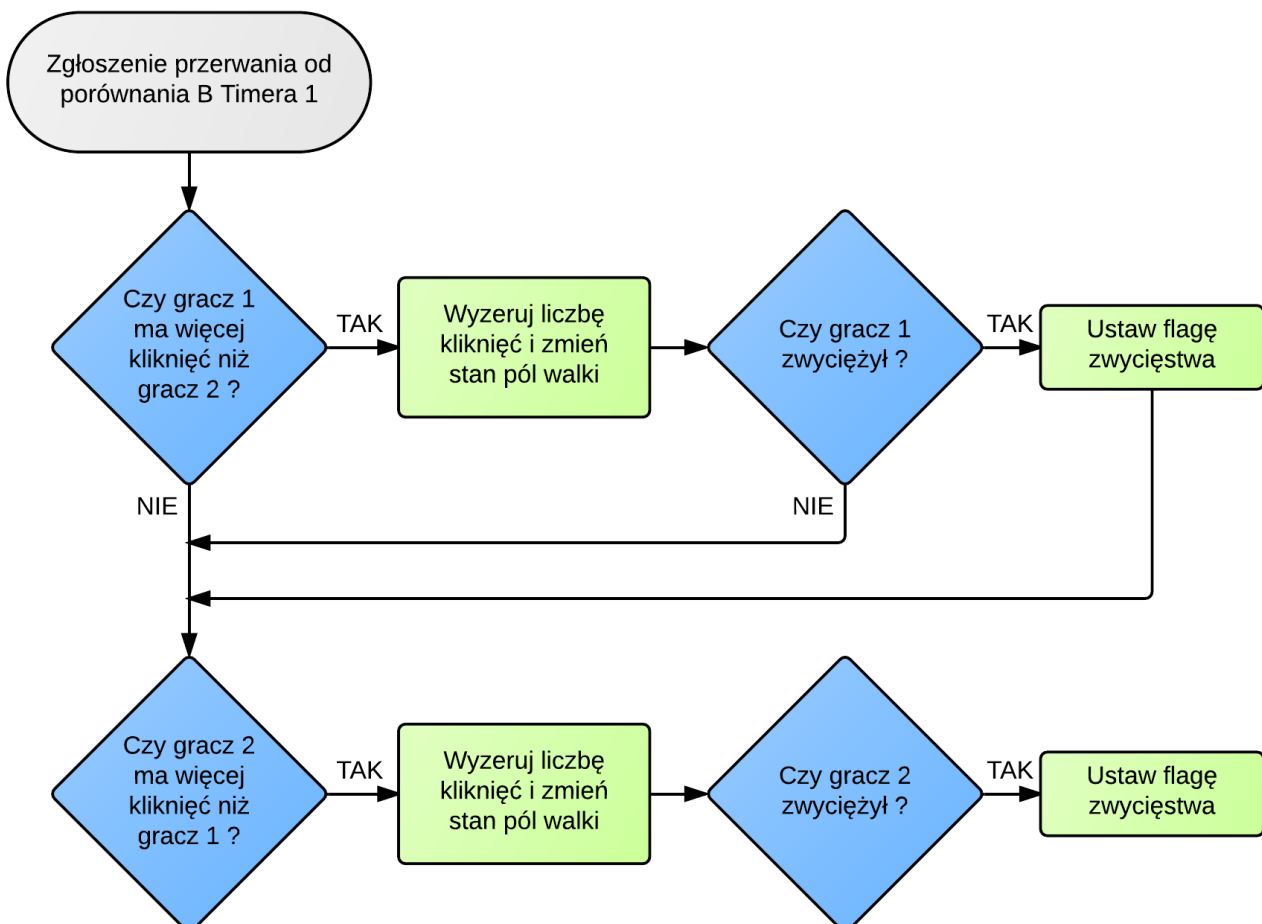 Zgłoszenie przerwania od
porównania B Timera 1
Czy gracz 1
ma więcej
kliknięć niż
gracz 2 ?
TAK
Wyzeruj liczbę
kliknięć i zmień
stan pól walki
Czy gracz 1
zwyciężył ?
TAK
Ustaw flagę
zwycięstwa
NIE
NIE
Czy gracz 2
ma więcej
kliknięć niż
gracz 1 ?
TAK
Wyzeruj liczbę
kliknięć i zmień
stan pól walki
Czy gracz 2
zwyciężył ?
TAK
Ustaw flagę
zwycięstwa